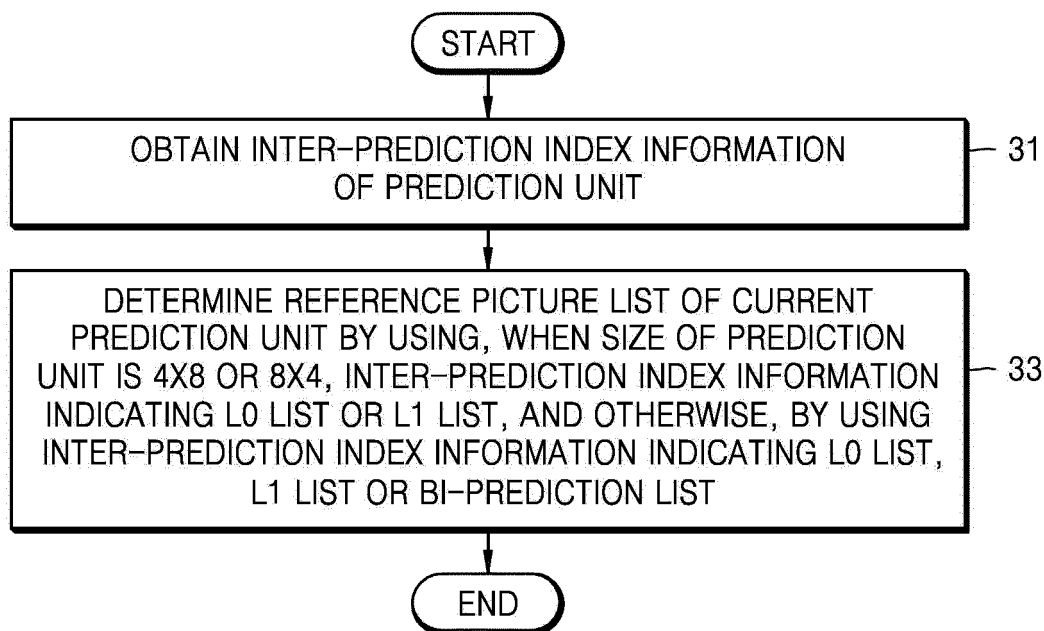 START
OBTAIN INTER-PREDICTION INDEX INFORMATION
OF PREDICTION UNIT
31
DETERMINE REFERENCE PICTURE LIST OF CURRENT
PREDICTION UNIT BY USING, WHEN SIZE OF PREDICTION
UNIT IS 4X8 OR 8X4, INTER-PREDICTION INDEX INFORMATION
INDICATING L0 LIST OR L1 LIST, AND OTHERWISE, BY USING
INTER-PREDICTION INDEX INFORMATION INDICATING L0 LIST,
L1 LIST OR BI-PREDICTION LIST
33
END